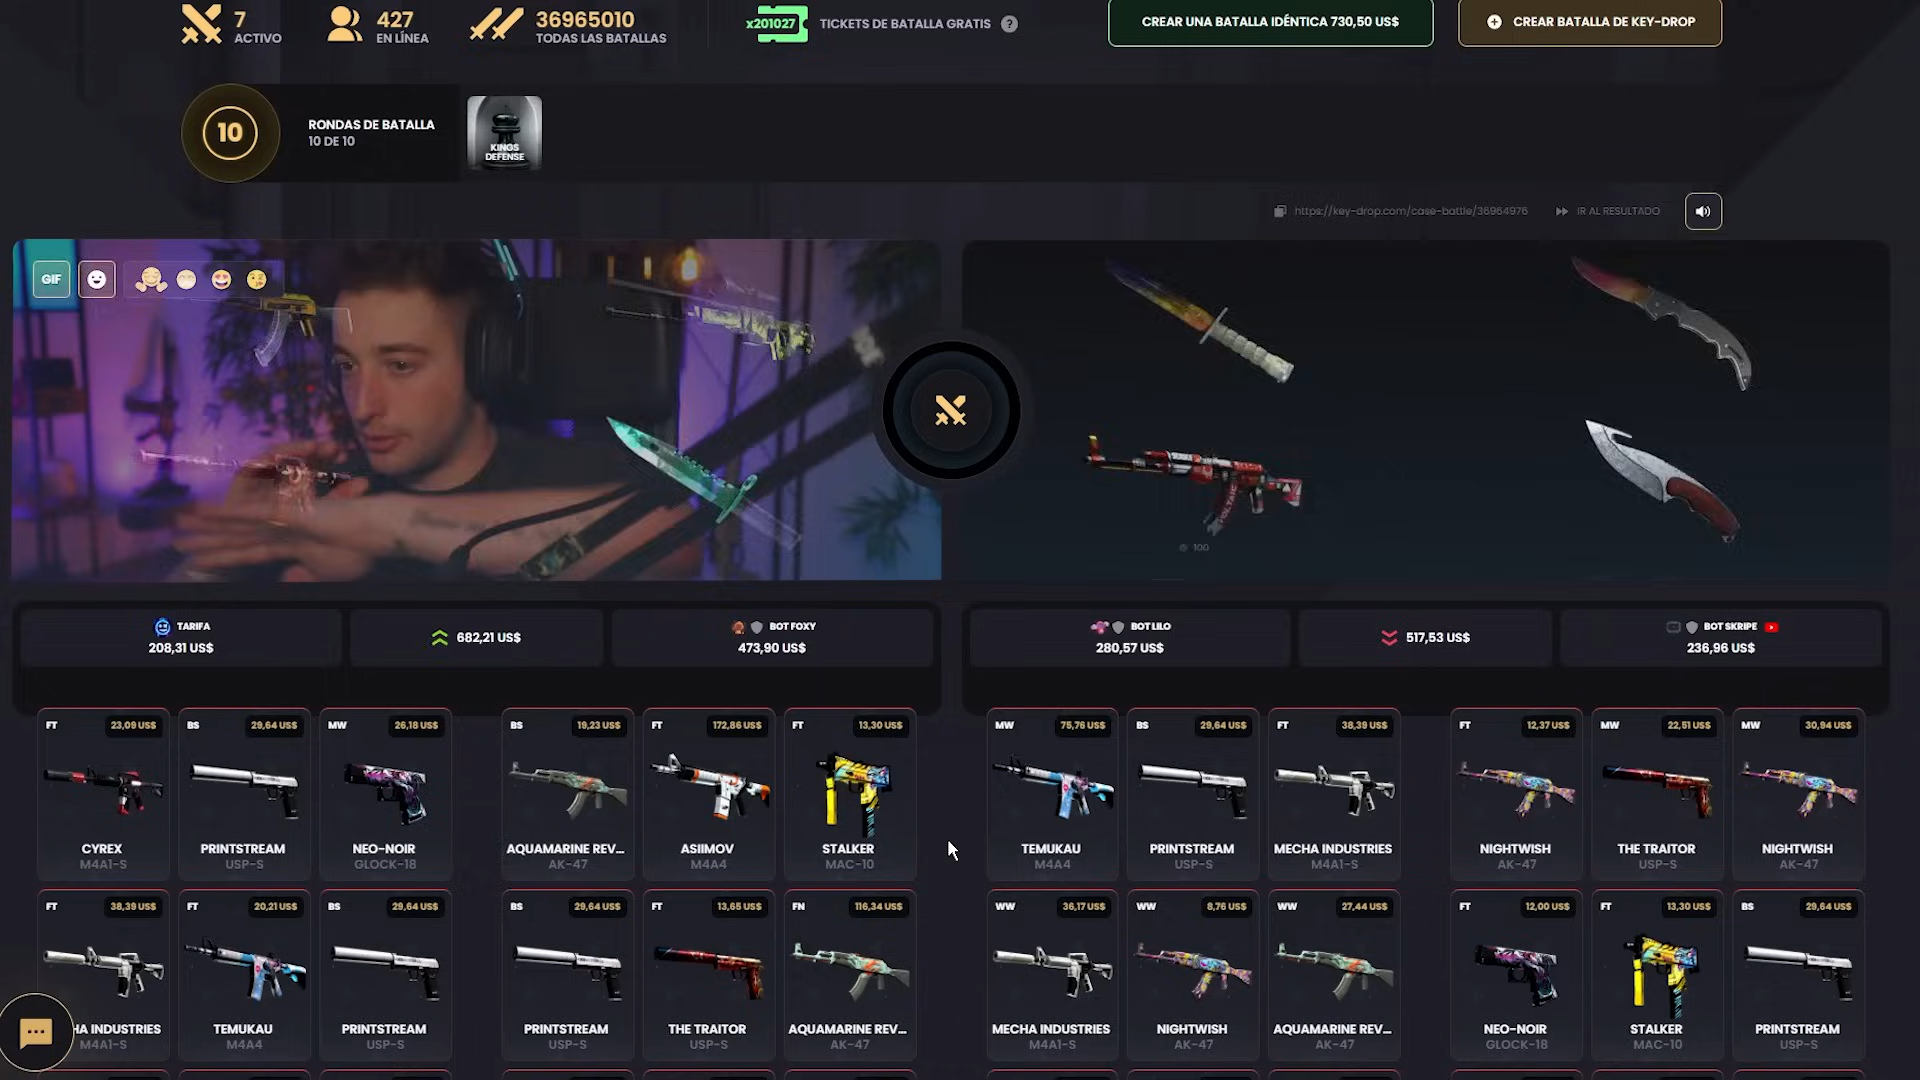 7
ACTIVO
427
EN LÍNEA
36965010
TODAS LAS BATALLAS
x201027
TICKETS DE BATALLA GRATIS ?
CREAR UNA BATALLA IDÉNTICA 730,50 US$
CREAR BATALLA DE KEY-DROP
10
RONDAS DE BATALLA
10 DE 10
KINGS
DEFENSE
https://key-drop.com/case-battle/36964976
IR AL RESULTADO
GIF
VOLTAIC
100
TARIFA
208,31 US$
682,21 US$
BOT FOXY
473,90 US$
BOT LILO
280,57 US$
517,53 US$
BOT SKRIPE
236,96 US$
FT 23,09 US$ BS 29,64 US$ MW 26,18 US$ BS 19,23 US$ FT 172,86 US$ FT 13,30 US$ MW 75,76 US$ BS 29,64 US$ FT 38,39 US$ FT 12,37 US$ MW 22,51 US$ MW 30,94 US$
CYREX PRINTSTREAM NEO-NOIR AQUAMARINE REV... ASIIMOV STALKER TEMUKAU PRINTSTREAM MECHA INDUSTRIES NIGHTWISH THE TRAITOR NIGHTWISH
M4A1-S USP-S GLOCK-18 AK-47 M4A4 MAC-10 M4A4 USP-S M4A1-S AK-47 USP-S AK-47
FT 38,39 US$ FT 20,21 US$ BS 29,64 US$ BS 29,64 US$ FT 13,65 US$ FN 116,34 US$ WW 36,17 US$ WW 8,76 US$ WW 27,44 US$ FT 12,00 US$ FT 13,30 US$ BS 29,64 US$
HA INDUSTRIES TEMUKAU PRINTSTREAM PRINTSTREAM THE TRAITOR AQUAMARINE REV... MECHA INDUSTRIES NIGHTWISH AQUAMARINE REV... NEO-NOIR STALKER PRINTSTREAM
M4A1-S M4A4 USP-S USP-S USP-S AK-47 M4A1-S AK-47 AK-47 GLOCK-18 MAC-10 USP-S